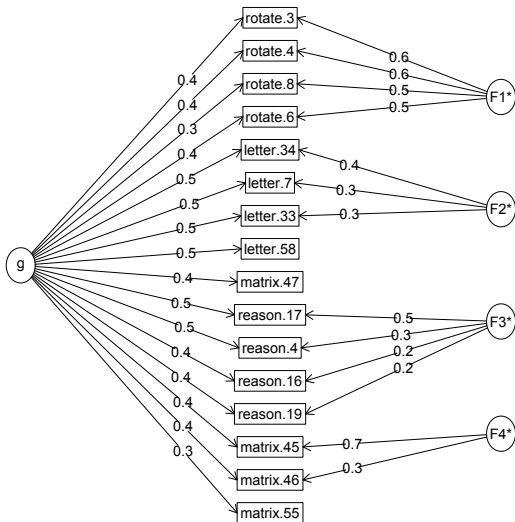 g
0.4
0.4
0.3
0.4
0.5
0.5
0.5
0.5
0.4
0.5
0.5
0.4
0.4
0.4
0.4
0.3
rotate.3
rotate.4
rotate.8
rotate.6
letter.34
letter.7
letter.33
letter.58
matrix.47
reason.17
reason.4
reason.16
reason.19
matrix.45
matrix.46
matrix.55
0.6
0.6
0.5
0.5
0.4
0.3
0.3
0.5
0.3
0.2
0.2
0.7
0.3
F1*
F2*
F3*
F4*